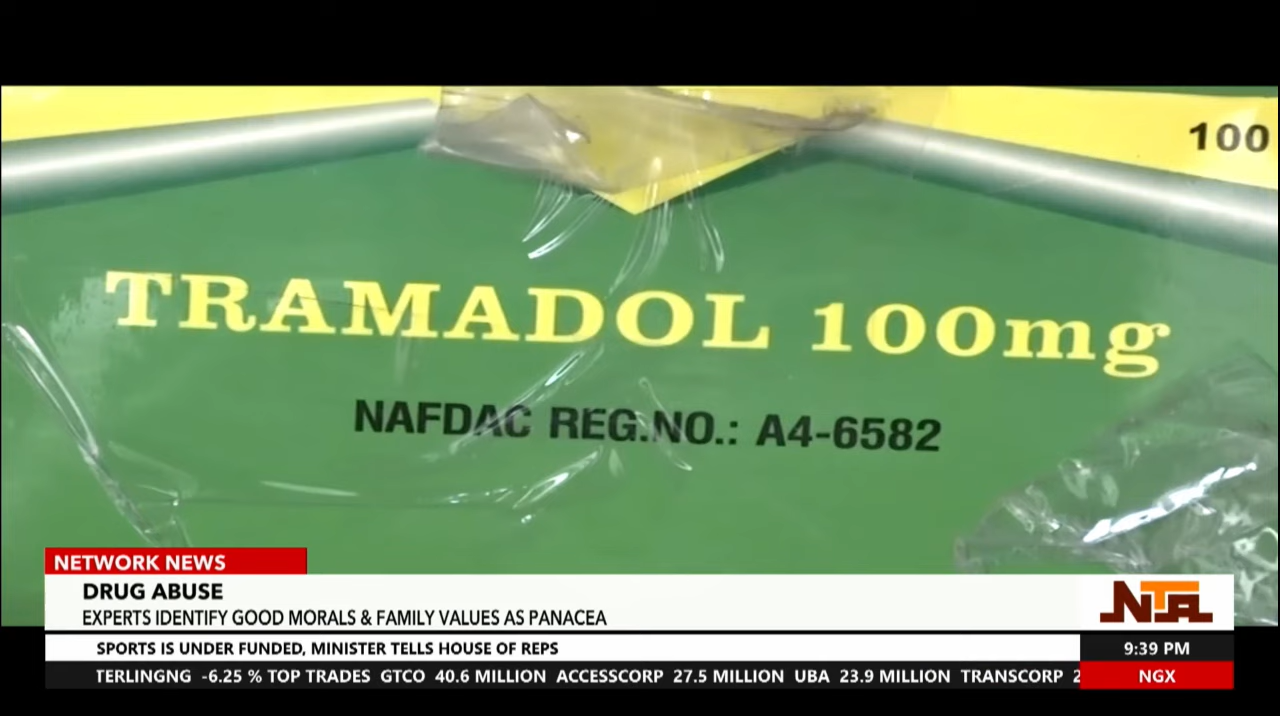 100
TRAMADOL 100mg
NAFDAC REG.NO.: A4-6582
NETWORK NEWS
DRUG ABUSE
EXPERTS IDENTIFY GOOD MORALS & FAMILY VALUES AS PANACEA
NTA
SPORTS IS UNDER FUNDED, MINISTER TELLS HOUSE OF REPS
9:39 PM
TERLINGNG -6.25 % TOP TRADES GTCO 40.6 MILLION ACCESSCORP 27.5 MILLION UBA 23.9 MILLION TRANSCORP 2
NGX